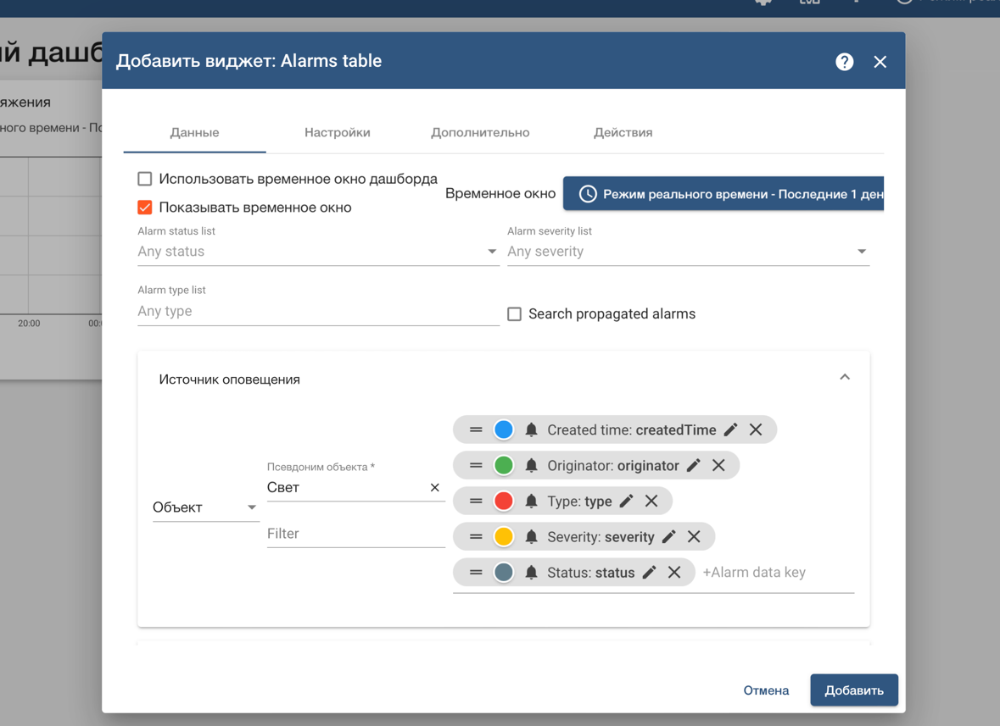 й дашб
яжения
ного времени - По
20:00
00:
Добавить виджет: Alarms table
Данные
Настройки
Дополнительно
Действия
Использовать временное окно дашборда
Показывать временное окно
Временное окно
Режим реального времени - Последние 1 ден
Alarm status list
Any status
Alarm severity list
Any severity
Alarm type list
Any type
Search propagated alarms
Источник оповещения
Объект
Псевдоним объекта *
Свет
Filter
Created time: createdTime
Originator: originator
Type: type
Severity: severity
Status: status
+Alarm data key
Отмена
Добавить